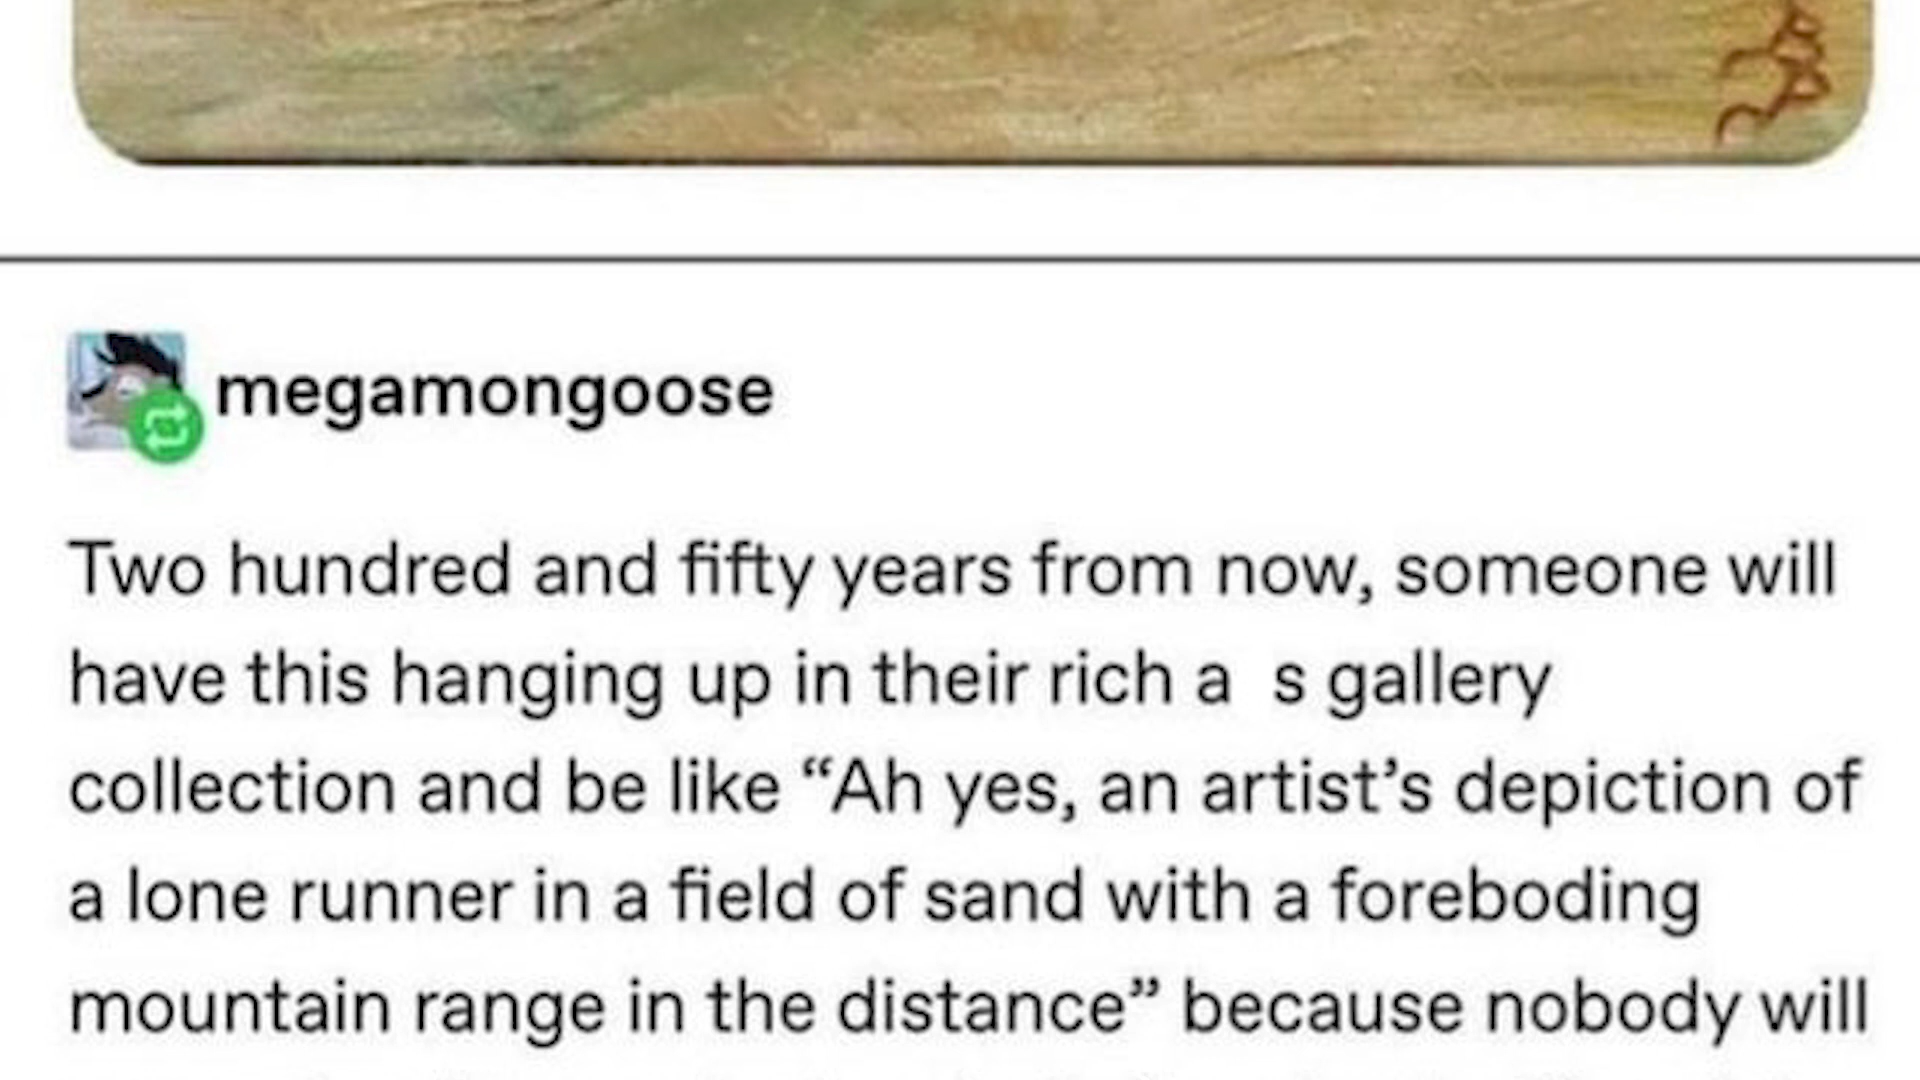 megamongoose
Two hundred and fifty years from now, someone will
have this hanging up in their rich a  s gallery
collection and be like “Ah yes, an artist’s depiction of
a lone runner in a field of sand with a foreboding
mountain range in the distance” because nobody will